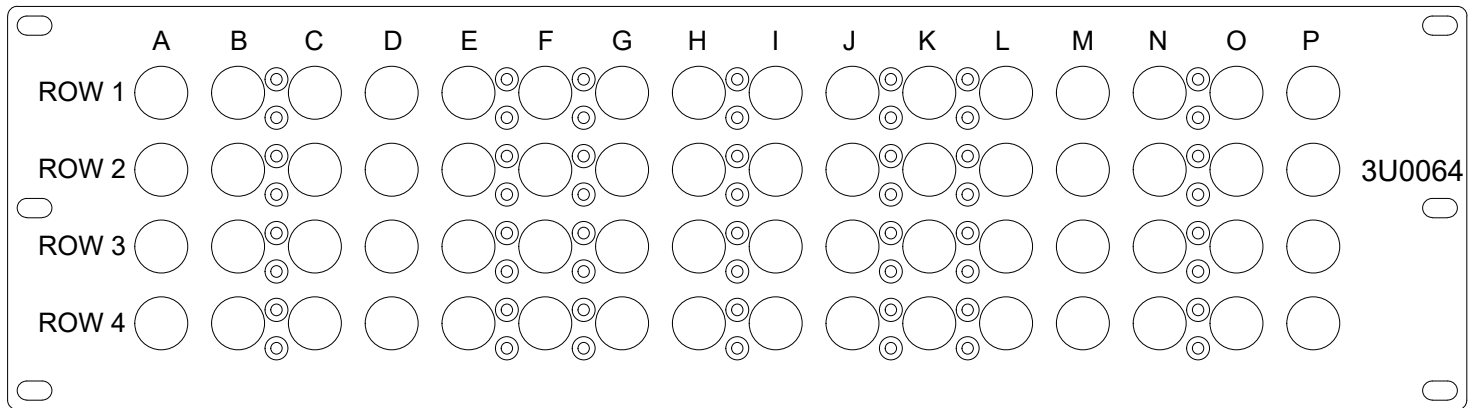 A B C D E F G H I J K L M N O P
ROW 1
ROW 2 3U0064
ROW 3
ROW 4